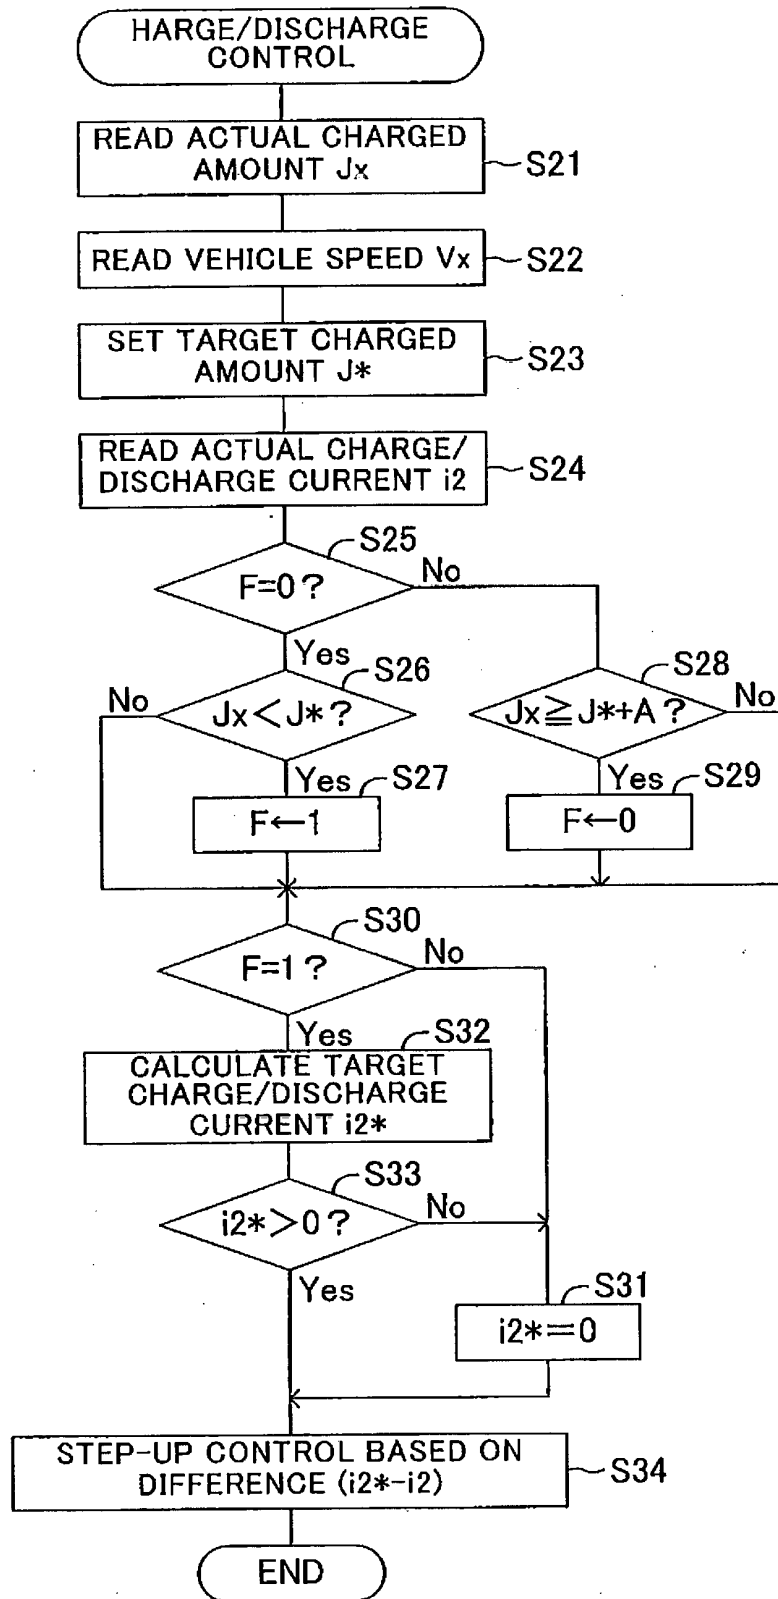 HARGE/DISCHARGE
CONTROL
READ ACTUAL CHARGED
AMOUNT Jx
S21
READ VEHICLE SPEED Vx
S22
SET TARGET CHARGED
AMOUNT J*
S23
READ ACTUAL CHARGE/
DISCHARGE CURRENT i2
S24
S25
F=0?
No
Yes
S26
No
Jx<J*?
S28
Jx≧J*+A?
No
Yes
S27
F←1
Yes
S29
F←0
S30
F=1?
No
Yes
S32
CALCULATE TARGET
CHARGE/DISCHARGE
CURRENT i2*
S33
i2*>0?
No
Yes
S31
i2*=0
STEP-UP CONTROL BASED ON
DIFFERENCE (i2*-i2)
S34
END